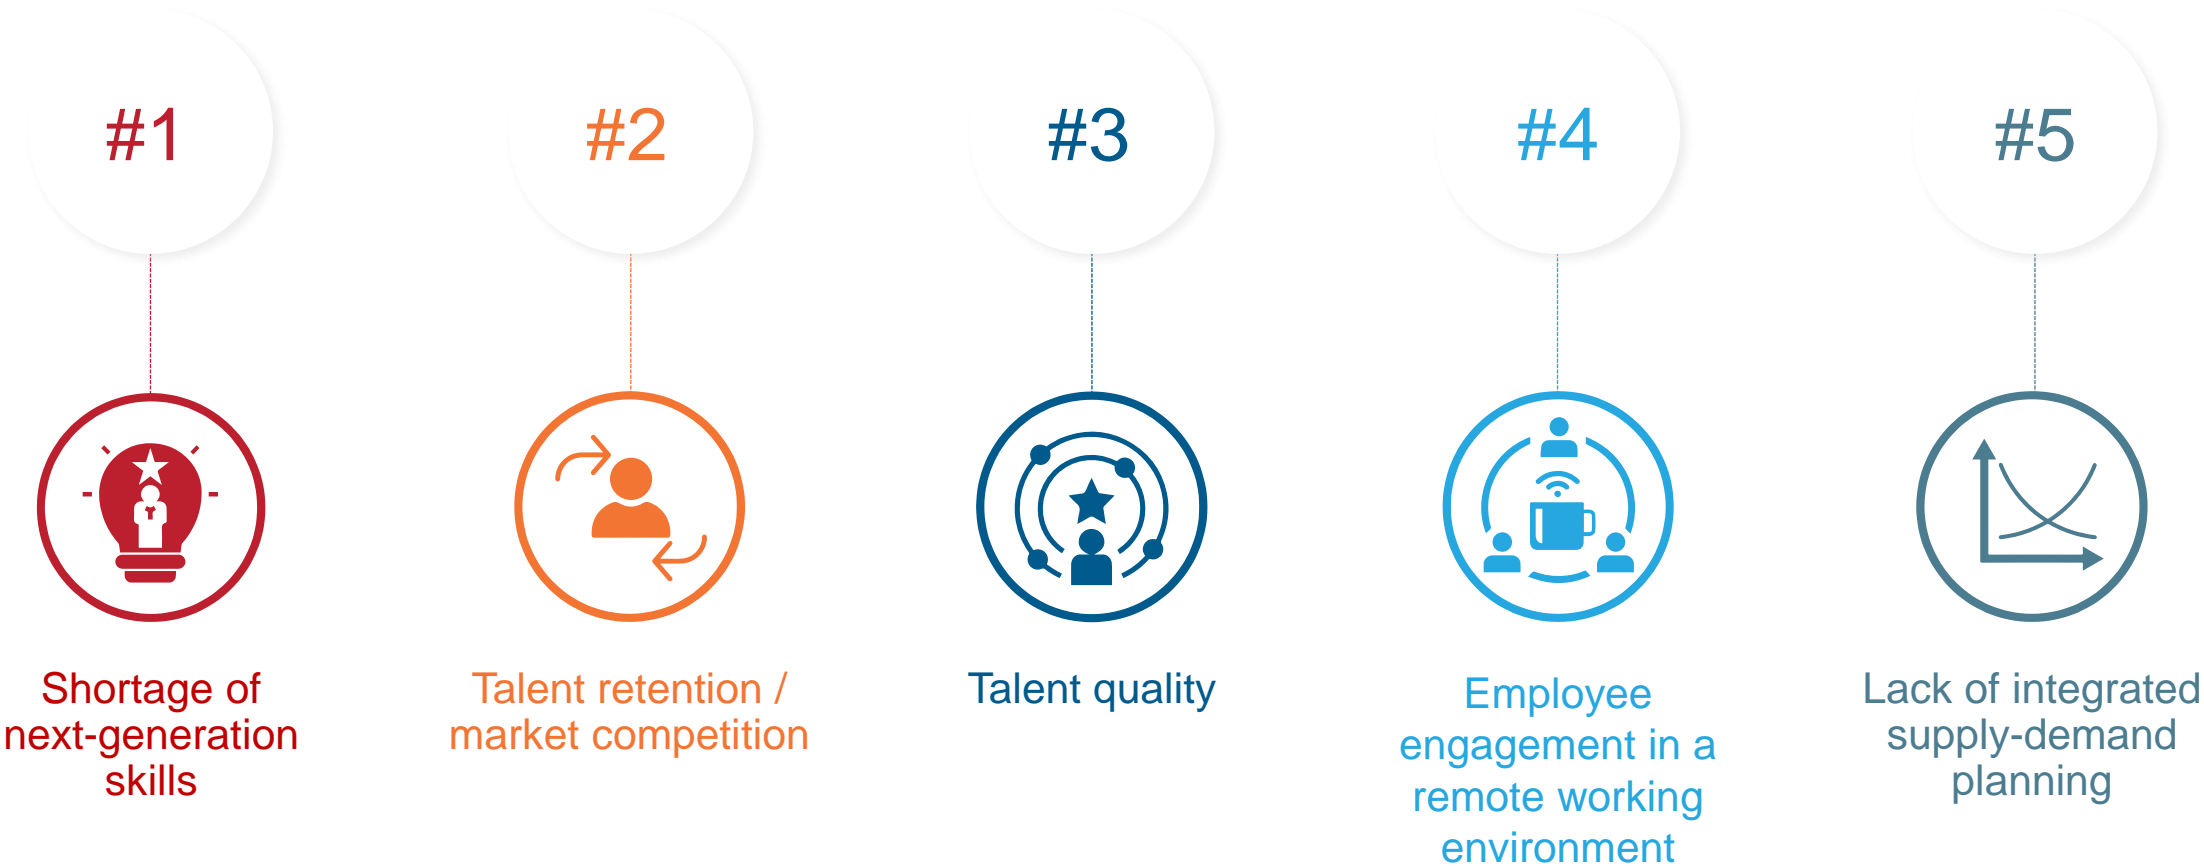 #1
#2
#3
#4
#5
Shortage of
next-generation
skills
Talent retention /
market competition
Talent quality
Employee
engagement in a
remote working
environment
Lack of integrated
supply-demand
planning